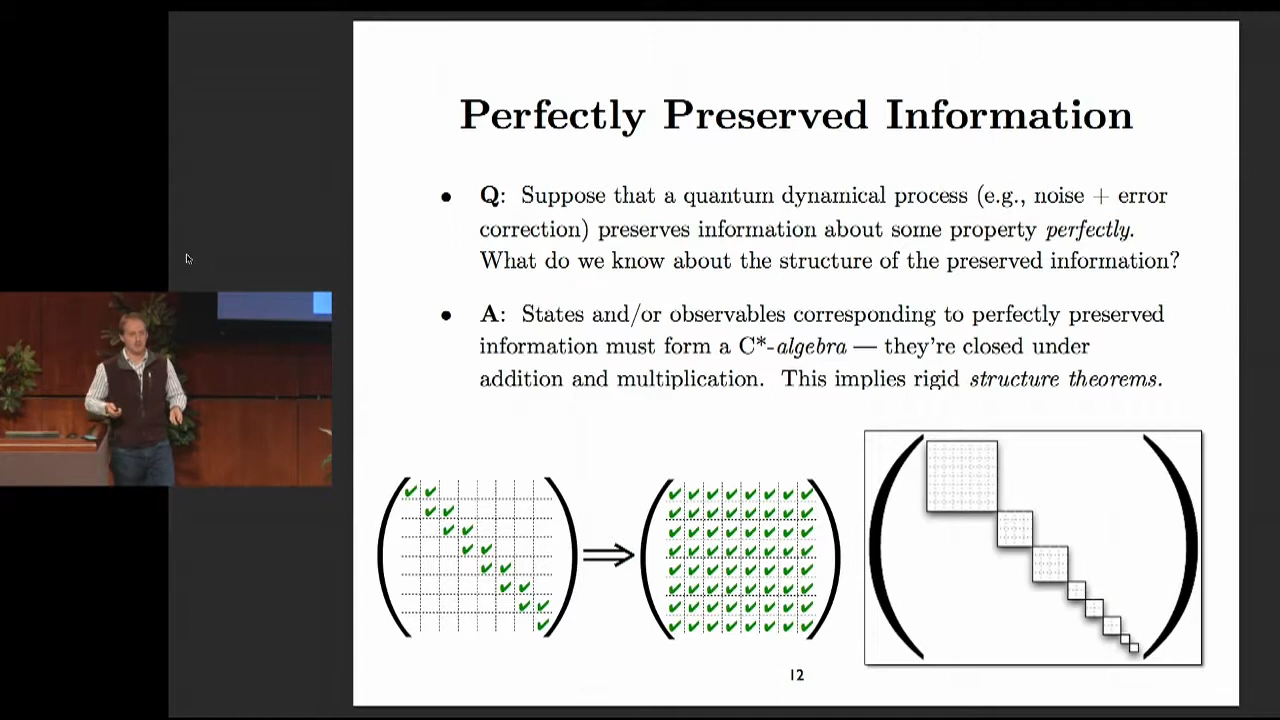 Perfectly Preserved Information
• Q: Suppose that a quantum dynamical process (e.g., noise + error
correction) preserves information about some property perfectly.
What do we know about the structure of the preserved information?
• A: States and/or observables corresponding to perfectly preserved
information must form a C*-algebra — they're closed under
addition and multiplication. This implies rigid structure theorems.
12